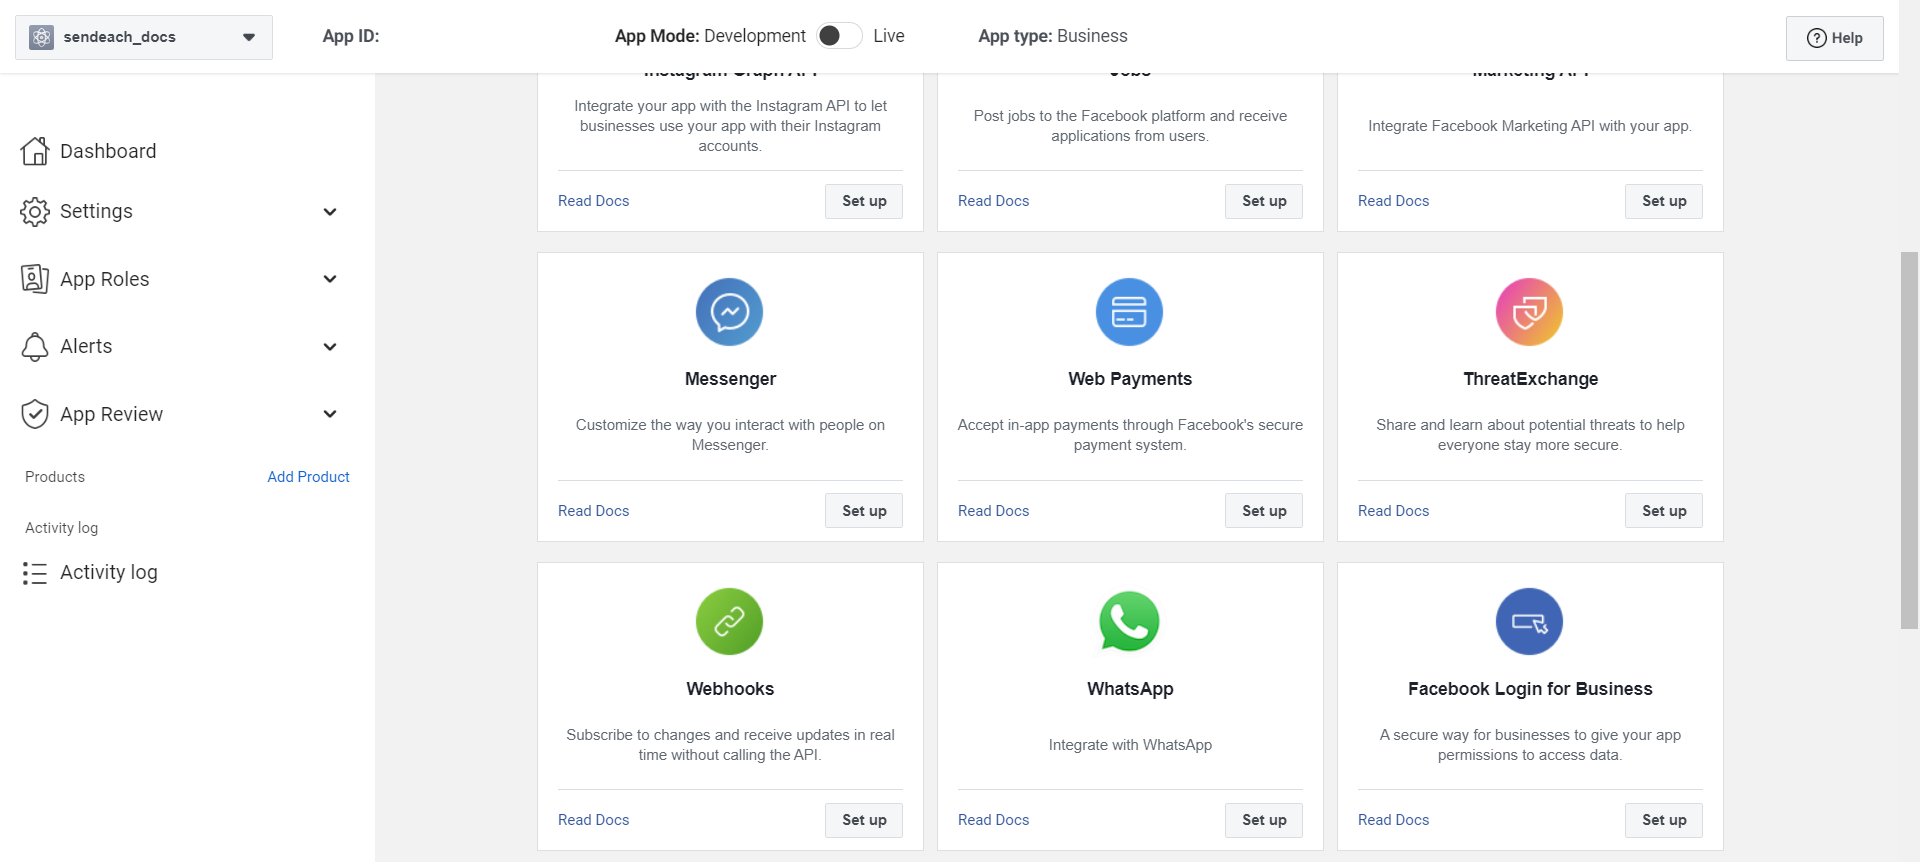 sendeach_docs
App ID:
App Mode: Development
Live
App type: Business
Help
Dashboard
Settings
App Roles
Alerts
App Review
Products
Add Product
Activity log
Activity log
Instagram Graph API
Integrate your app with the Instagram API to let
businesses use your app with their Instagram
accounts.
Read Docs
Set up
Jobs
Post jobs to the Facebook platform and receive
applications from users.
Read Docs
Set up
Marketing API
Integrate Facebook Marketing API with your app.
Read Docs
Set up
Messenger
Customize the way you interact with people on
Messenger.
Read Docs
Set up
Web Payments
Accept in-app payments through Facebook's secure
payment system.
Read Docs
Set up
ThreatExchange
Share and learn about potential threats to help
everyone stay more secure.
Read Docs
Set up
Webhooks
Subscribe to changes and receive updates in real
time without calling the API.
Read Docs
Set up
WhatsApp
Integrate with WhatsApp
Read Docs
Set up
Facebook Login for Business
A secure way for businesses to give your app
permissions to access data.
Read Docs
Set up